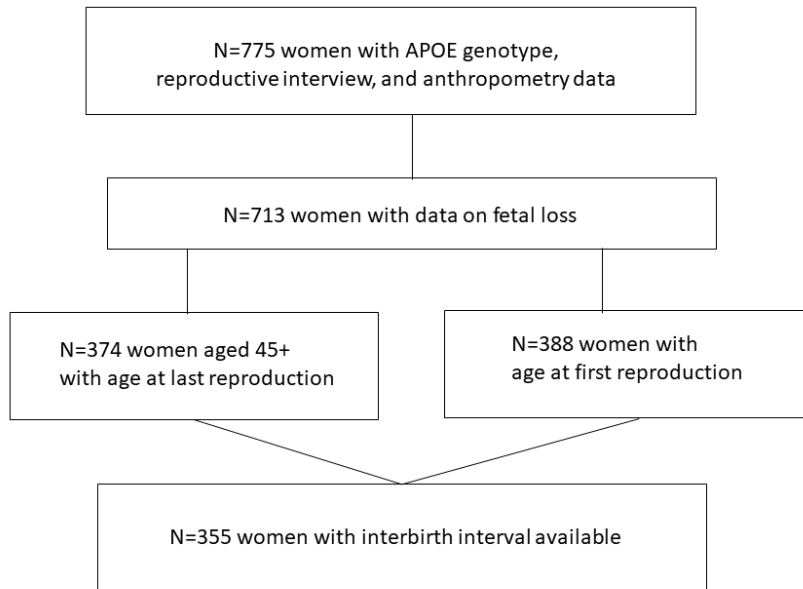 N=775 women with APOE genotype,
reproductive interview, and anthropometry data
N=713 women with data on fetal loss
N=374 women aged 45+
with age at last reproduction
N=388 women with
age at first reproduction
N=355 women with interbirth interval available